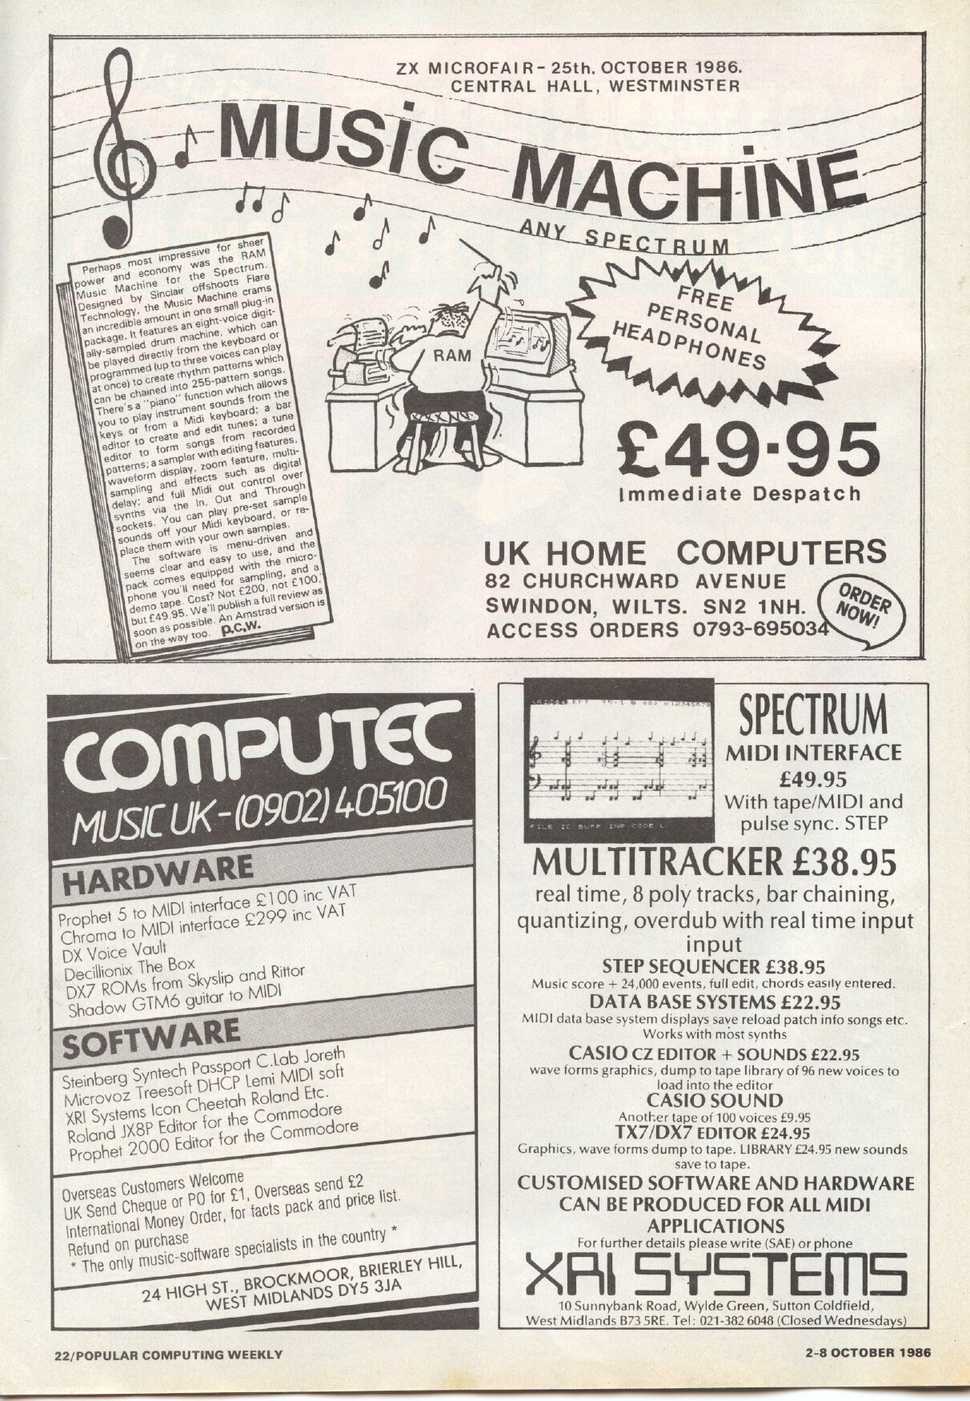 ZX MICROFAIR - 25th. OCTOBER 1986.
CENTRAL HALL, WESTMINSTER
MUSIC MACHINE
ANY SPECTRUM
Perhaps most impressive for sheer
power and economy was the RAM
Music Machine for the Spectrum.
Designed by Sinclair offshoots Flare
Technology, the Music Machine crams
an incredible amount in one small plug-in
package. It features an eight-voice digit-
ally-sampled drum machine, which can
be played directly from the keyboard or
programmed (up to three voices can play
at once) to create rhythm patterns which
can be chained into 255-pattern songs.
There's a "piano" function which allows
you to play instrument sounds from the
keys or from a Midi keyboard; a bar
editor to create and edit tunes; a tune
editor to form songs from recorded
patterns; a sampler with editing features,
waveform display, zoom feature, multi-
sampling and effects such as digital
delay; and full Midi out control over
synths via the In, Out and Through
sockets. You can play pre-set sample
sounds off your Midi keyboard, or re-
place them with your own samples.
The software is menu-driven and
seems clear and easy to use, and the
pack comes equipped with the micro-
phone you'll need for sampling, and a
demo tape. Cost? Not £200, not £100,
but £49.95. We'll publish a full review as
soon as possible. An Amstrad version is
on the way too. p.c.w.
RAM
FREE
PERSONAL
HEADPHONES
£49·95
Immediate Despatch
UK HOME COMPUTERS
82 CHURCHWARD AVENUE
SWINDON, WILTS. SN2 1NH.
ACCESS ORDERS 0793-695034
ORDER
NOW!
COMPUTEC
MUSIC UK - (0902) 405100
HARDWARE
Prophet 5 to MIDI interface £100 inc VAT
Chroma to MIDI interface £299 inc VAT
DX Voice Vault
Decillionix The Box
DX7 ROMs from Skyslip and Rittor
Shadow GTM6 guitar to MIDI
SOFTWARE
Steinberg Syntech Passport C.Lab Joreth
Microvoz Treesoft DHCP Lemi MIDI soft
XRI Systems Icon Cheetah Roland Etc.
Roland JX8P Editor for the Commodore
Prophet 2000 Editor for the Commodore
Overseas Customers Welcome
UK Send Cheque or PO for £1, Overseas send £2
International Money Order, for facts pack and price list.
Refund on purchase
* The only music-software specialists in the country *
24 HIGH ST., BROCKMOOR, BRIERLEY HILL,
WEST MIDLANDS DY5 3JA
SPECTRUM
MIDI INTERFACE
£49.95
With tape/MIDI and
pulse sync. STEP
MULTITRACKER £38.95
real time, 8 poly tracks, bar chaining,
quantizing, overdub with real time input
input
STEP SEQUENCER £38.95
Music score + 24,000 events, full edit, chords easily entered.
DATA BASE SYSTEMS £22.95
MIDI data base system displays save reload patch info songs etc.
Works with most synths
CASIO CZ EDITOR + SOUNDS £22.95
wave forms graphics, dump to tape library of 96 new voices to
load into the editor
CASIO SOUND
Another tape of 100 voices £9.95
TX7/DX7 EDITOR £24.95
Graphics, wave forms dump to tape. LIBRARY £24.95 new sounds
save to tape.
CUSTOMISED SOFTWARE AND HARDWARE
CAN BE PRODUCED FOR ALL MIDI
APPLICATIONS
For further details please write (SAE) or phone
XRI SYSTEMS
10 Sunnybank Road, Wylde Green, Sutton Coldfield,
West Midlands B73 5RE. Tel: 021-382 6048 (Closed Wednesdays)
22/POPULAR COMPUTING WEEKLY
2-8 OCTOBER 1986